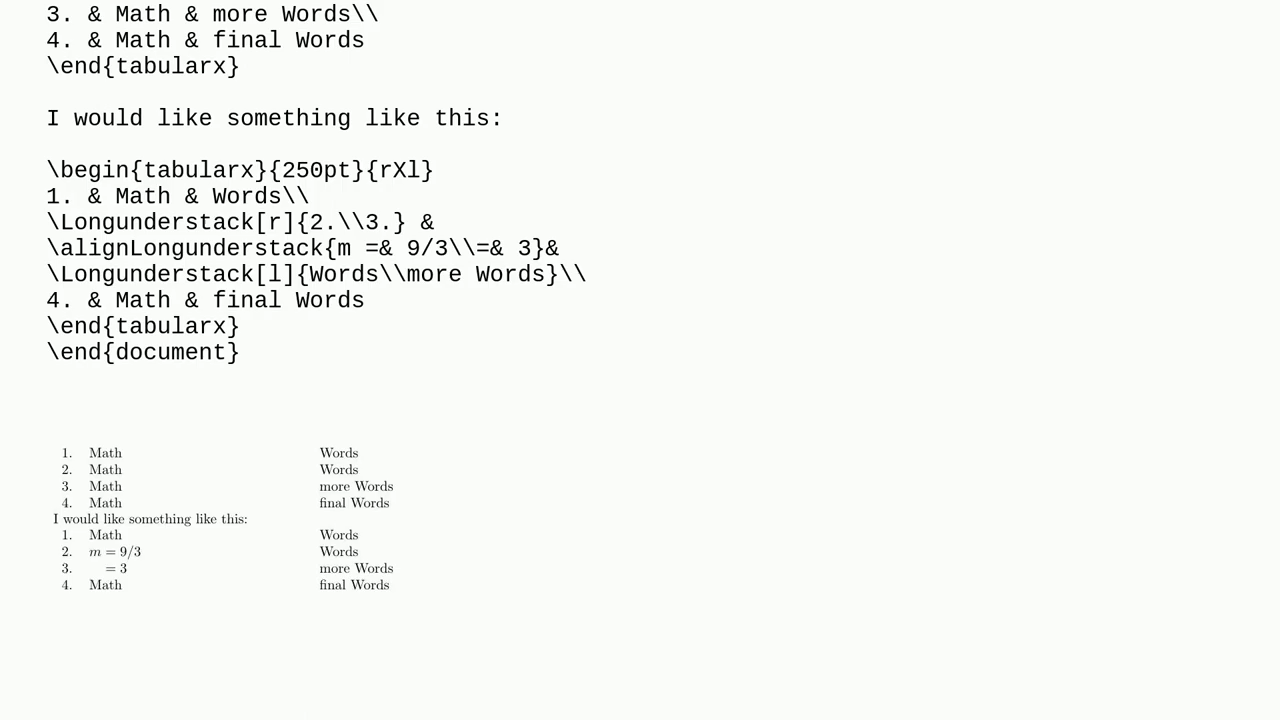 3. & Math & more Words\\
4. & Math & final Words
\end{tabularx}
I would like something like this:
\begin{tabularx}{250pt}{rXl}
1. & Math & Words\\
\Longunderstack[r]{2.\\3.} &
\alignLongunderstack{m =& 9/3\\=& 3}&
\Longunderstack[l]{Words\\more Words}\\
4. & Math & final Words
\end{tabularx}
\end{document}
1. Math Words
2. Math Words
3. Math more Words
4. Math final Words
I would like something like this:
1. Math Words
2. m = 9/3 Words
3. = 3 more Words
4. Math final Words